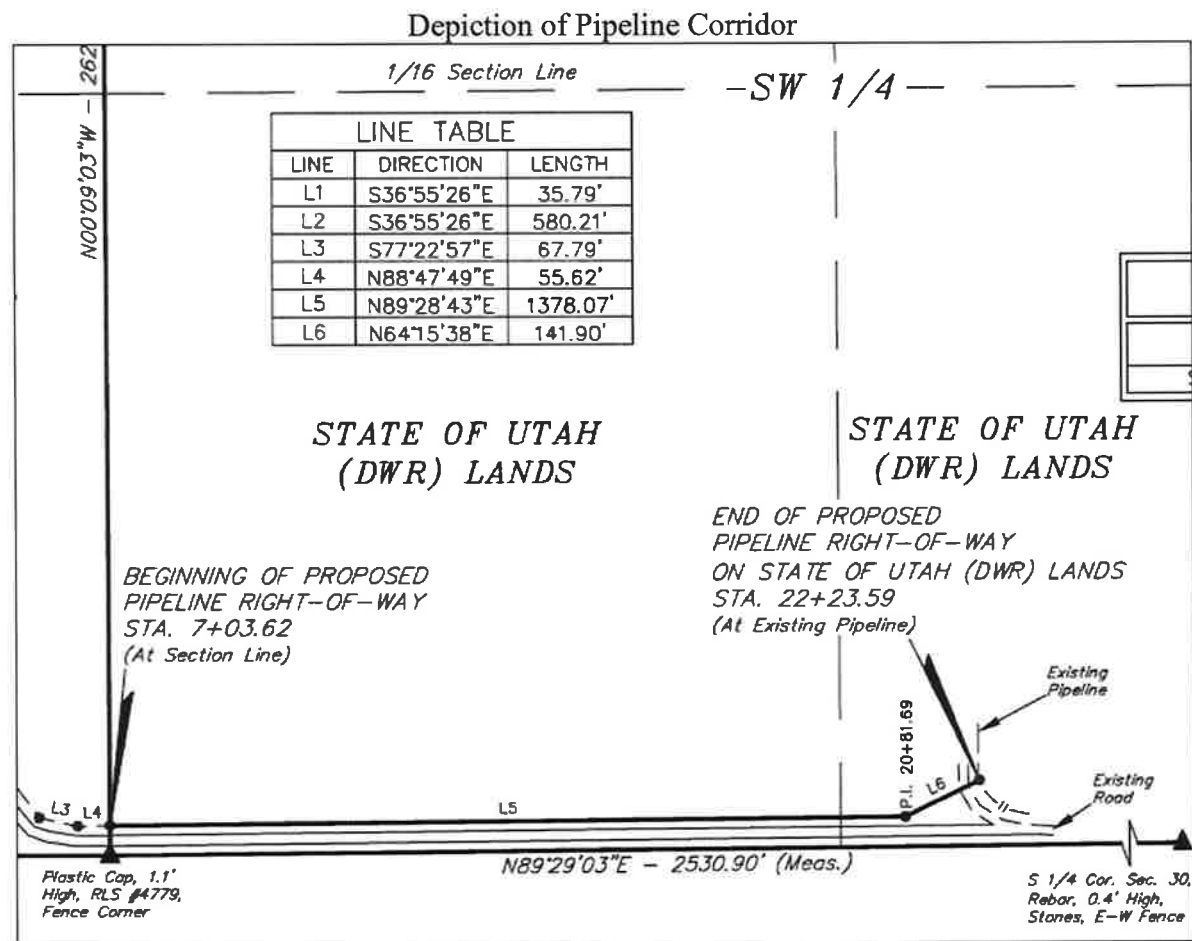 Depiction of Pipeline Corridor
N00°09'03"W - 262
1/16 Section Line
-SW 1/4-
LINE TABLE
LINE DIRECTION LENGTH
L1 S36°55'26"E 35.79'
L2 S36°55'26"E 580.21'
L3 S77°22'57"E 67.79'
L4 N88°47'49"E 55.62'
L5 N89°28'43"E 1378.07'
L6 N64°15'38"E 141.90'
STATE OF UTAH
(DWR) LANDS
STATE OF UTAH
(DWR) LANDS
BEGINNING OF PROPOSED
PIPELINE RIGHT-OF-WAY
STA. 7+03.62
(At Section Line)
END OF PROPOSED
PIPELINE RIGHT-OF-WAY
ON STATE OF UTAH (DWR) LANDS
STA. 22+23.59
(At Existing Pipeline)
Existing
Pipeline
P.I. 20+81.69
L6
Existing
Road
L3
L4
L5
N89°29'03"E - 2530.90' (Meas.)
Plastic Cap, 1.1'
High, RLS #4779,
Fence Corner
S 1/4 Cor. Sec. 30,
Rebar, 0.4' High,
Stones, E-W Fence